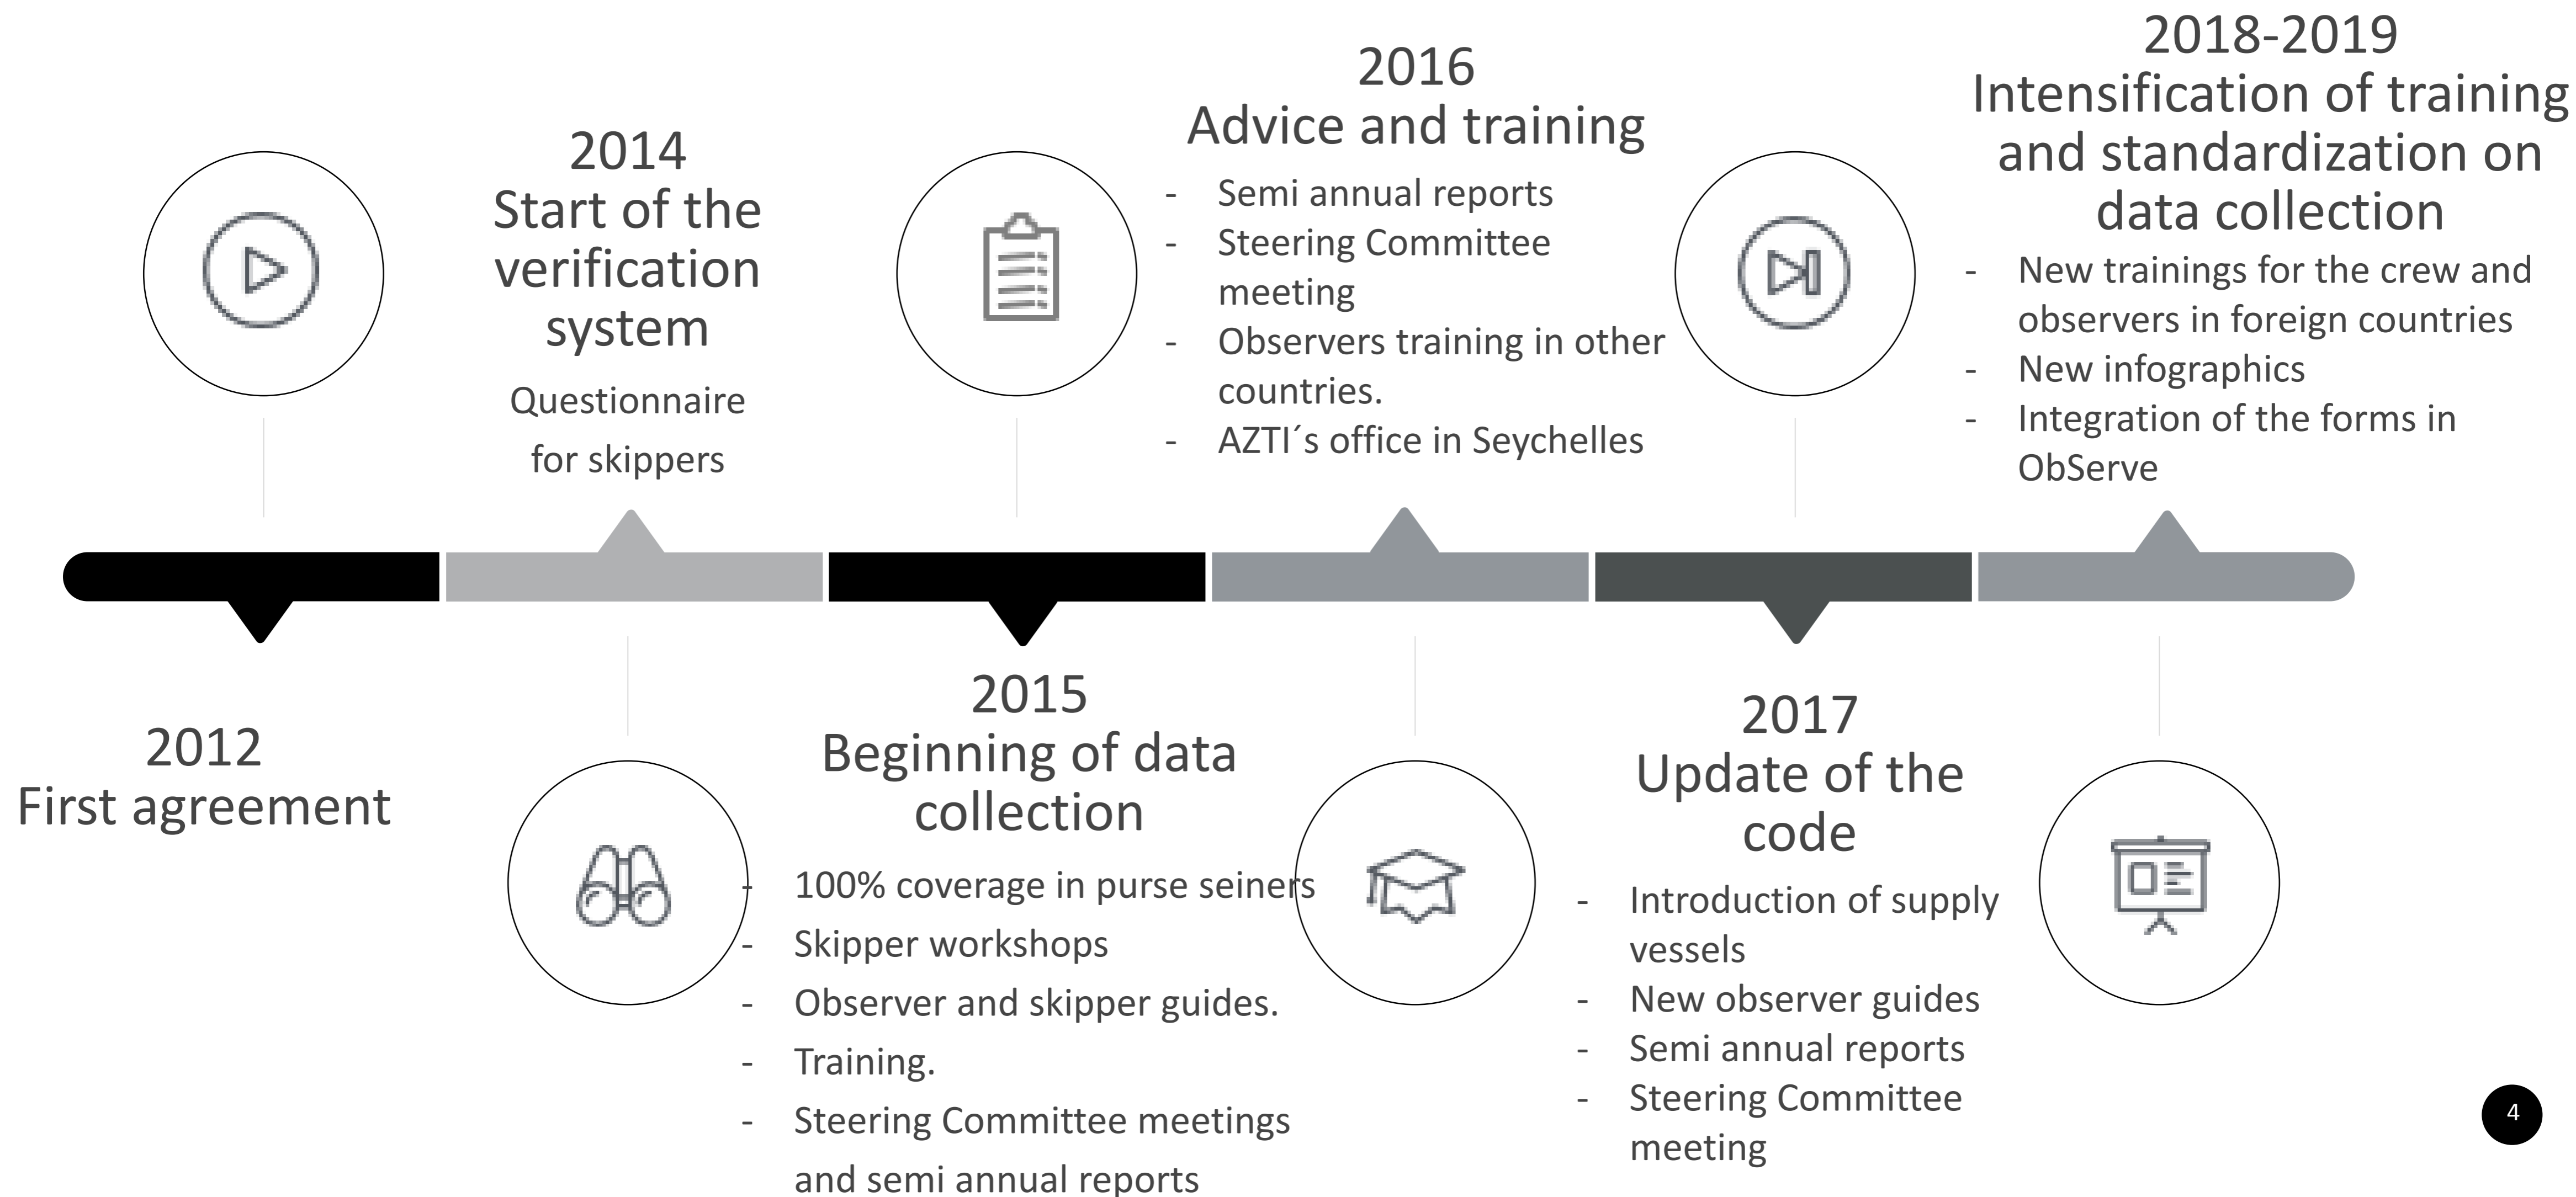 2012
First agreement
2014
Start of the
verification
system
Questionnaire
for skippers
2015
Beginning of data
collection
- 100% coverage in purse seiners
- Skipper workshops
- Observer and skipper guides.
- Training.
- Steering Committee meetings
and semi annual reports
2016
Advice and training
- Semi annual reports
- Steering Committee
meeting
- Observers training in other
countries.
- AZTI´s office in Seychelles
2017
Update of the
code
- Introduction of supply
vessels
- New observer guides
- Semi annual reports
- Steering Committee
meeting
2018-2019
Intensification of training
and standardization on
data collection
- New trainings for the crew and
observers in foreign countries
- New infographics
- Integration of the forms in
ObServe
4